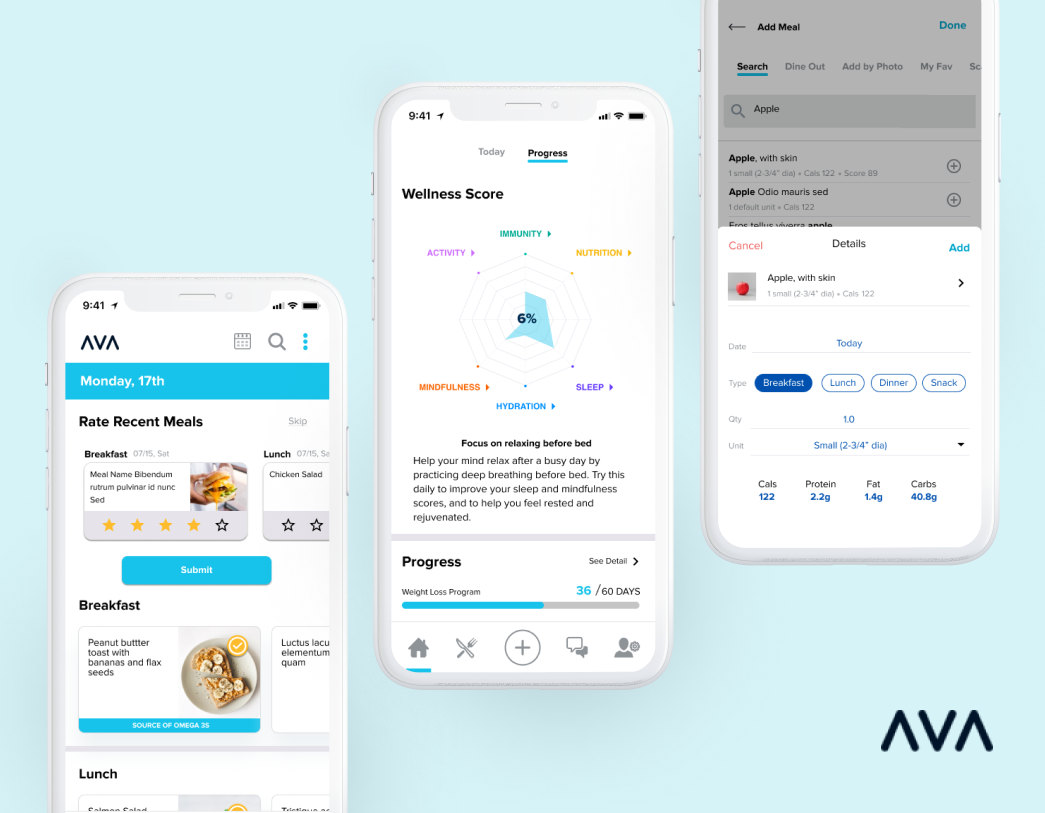 9:41
AVA
Monday, 17th
Rate Recent Meals
Skip
Breakfast 07/15, Sat
Lunch 07/15, Sa
Meal Name Bibendum
rutrum pulvinar id nunc
Sed
Chicken Salad
Submit
Breakfast
Peanut buttter
toast with
bananas and flax
seeds
Luctus lacu
elementum
quam
SOURCE OF OMEGA 3S
Lunch
Salmon Salad
Tristique ac
9:41
Today
Progress
Wellness Score
IMMUNITY
ACTIVITY
NUTRITION
6%
MINDFULNESS
SLEEP
HYDRATION
Focus on relaxing before bed
Help your mind relax after a busy day by
practicing deep breathing before bed. Try this
daily to improve your sleep and mindfulness
scores, and to help you feel rested and
rejuvenated.
Progress
See Detail
Weight Loss Program
36 /60 DAYS
Add Meal
Done
Search
Dine Out
Add by Photo
My Fav
Sc
Apple
Apple, with skin
1 small (2-3/4" dia) • Cals 122 • Score 89
Apple Odio mauris sed
1 default unit • Cals 122
Eros tellus viverra apple
Cancel
Details
Add
Apple, with skin
1 small (2-3/4" dia) • Cals 122
Date
Today
Type
Breakfast
Lunch
Dinner
Snack
Qty
1.0
Unit
Small (2-3/4" dia)
Cals
Protein
Fat
Carbs
122
2.2g
1.4g
40.8g
AVA